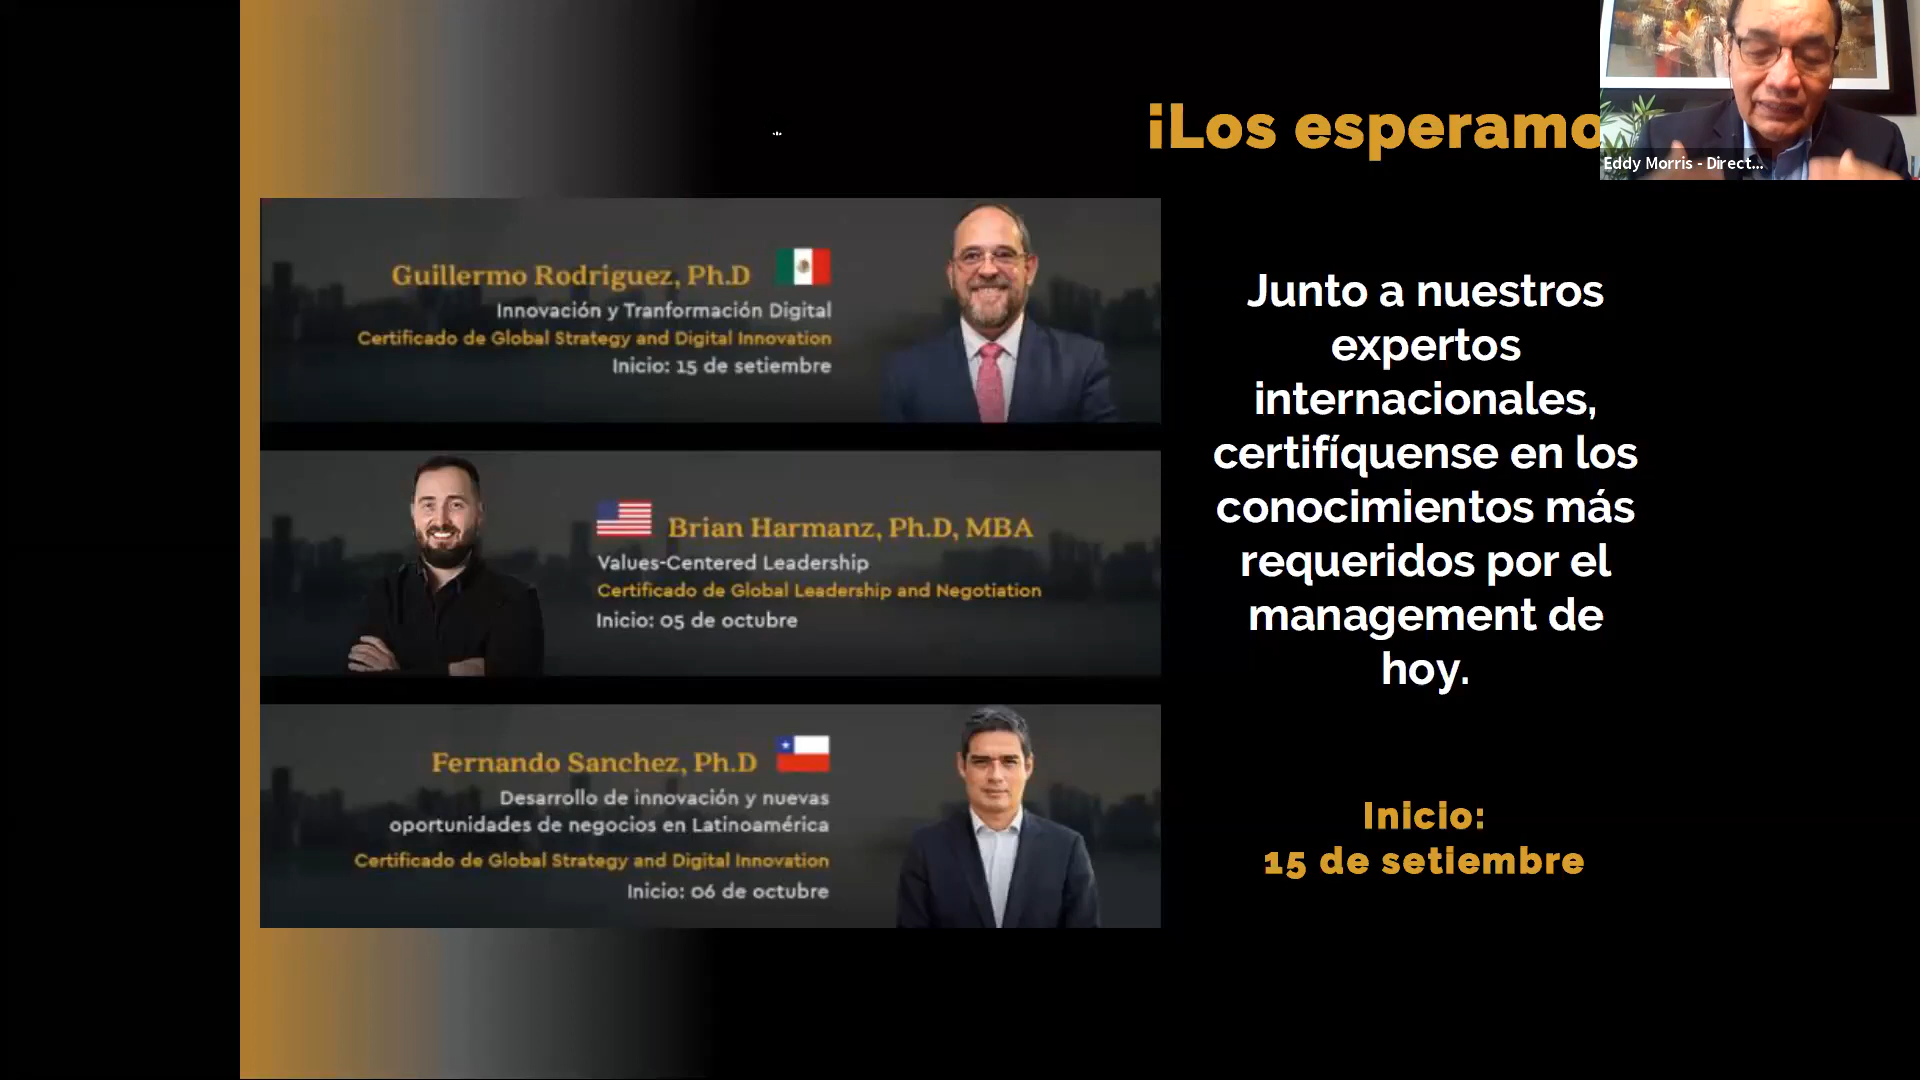 ¡Los esperamo
Eddy Morris - Direct...
Guillermo Rodriguez, Ph.D
Innovación y Tranformación Digital
Certificado de Global Strategy and Digital Innovation
Inicio: 15 de setiembre
Brian Harmanz, Ph.D, MBA
Values-Centered Leadership
Certificado de Global Leadership and Negotiation
Inicio: 05 de octubre
Fernando Sanchez, Ph.D
Desarrollo de innovación y nuevas
oportunidades de negocios en Latinoamérica
Certificado de Global Strategy and Digital Innovation
Inicio: 06 de octubre
Junto a nuestros
expertos
internacionales,
certifíquense en los
conocimientos más
requeridos por el
management de
hoy.
Inicio:
15 de setiembre